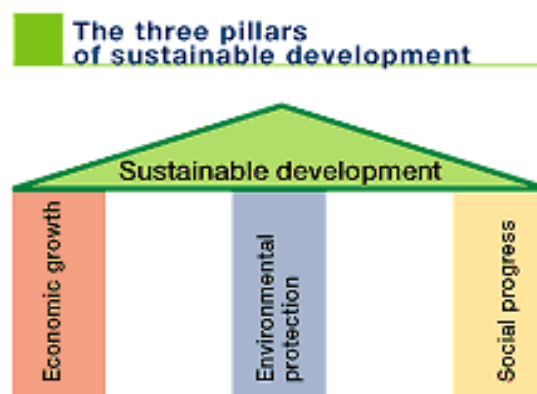 The three pillars
of sustainable development
Sustainable development
Economic growth
Environmental
protection
Social progress